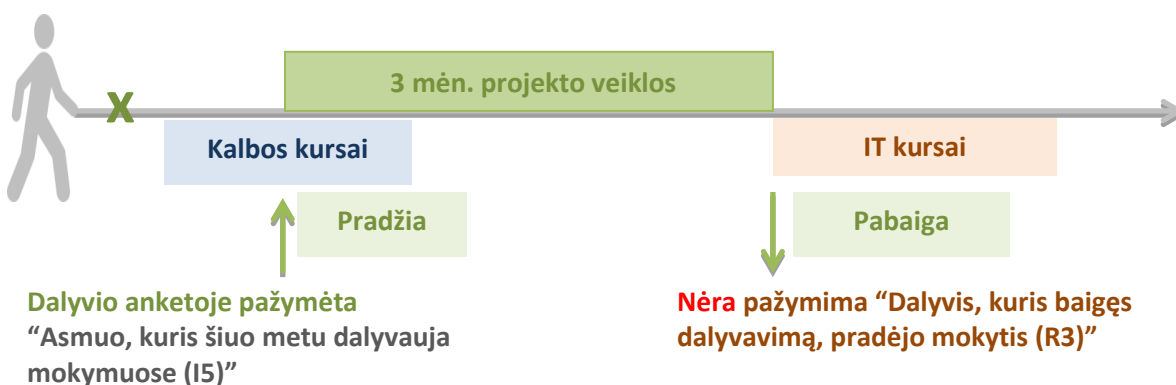 3 mėn. projekto veiklos
X
Kalbos kursai
IT kursai
Pradžia
Pabaiga
Dalyvio anketoje pažymėta
“Asmuo, kuris šiuo metu dalyvauja
mokymuose (I5)”
Nėra pažymima “Dalyvis, kuris baigęs
dalyvavimą, pradėjo mokytis (R3)”